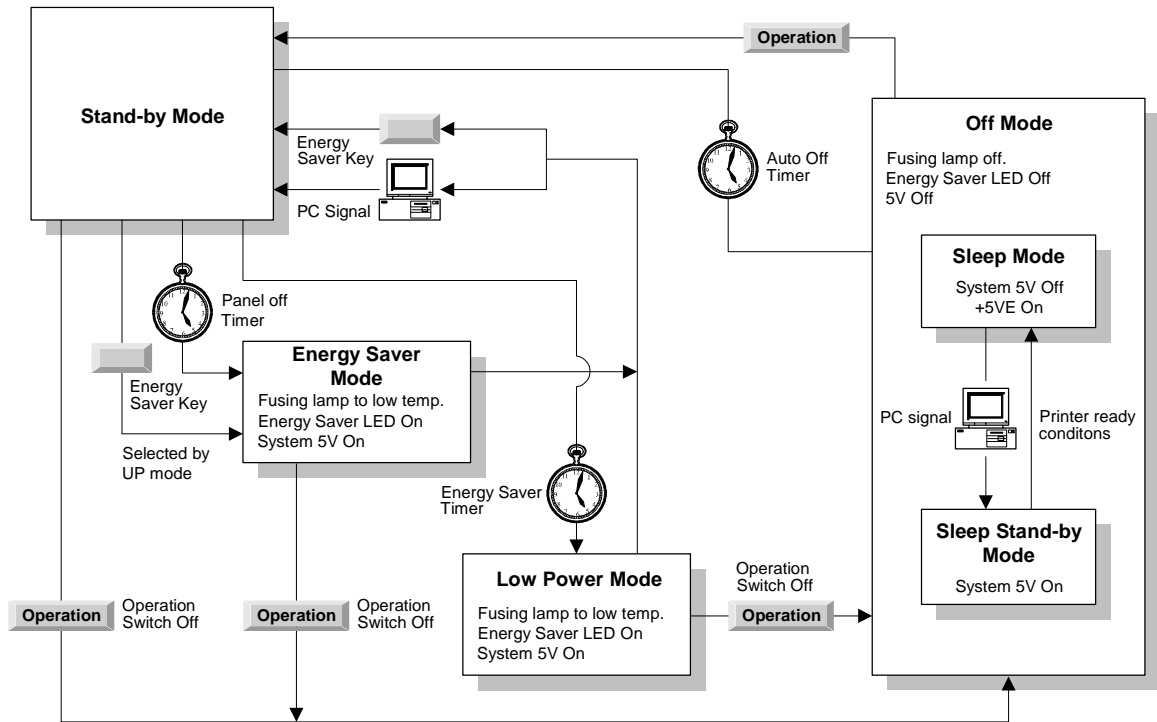 Operation
Stand-by Mode
Energy
Saver Key
PC Signal
Auto Off
Timer
Off Mode
Fusing lamp off.
Energy Saver LED Off
5V Off
Sleep Mode
System 5V Off
+5VE On
PC signal
Printer ready
conditons
Sleep Stand-by
Mode
System 5V On
Panel off
Timer
Energy
Saver Key
Selected by
UP mode
Energy Saver
Mode
Fusing lamp to low temp.
Energy Saver LED On
System 5V On
Energy Saver
Timer
Low Power Mode
Fusing lamp to low temp.
Energy Saver LED On
System 5V On
Operation
Switch Off
Operation
Operation
Operation
Switch Off
Operation
Operation
Switch Off